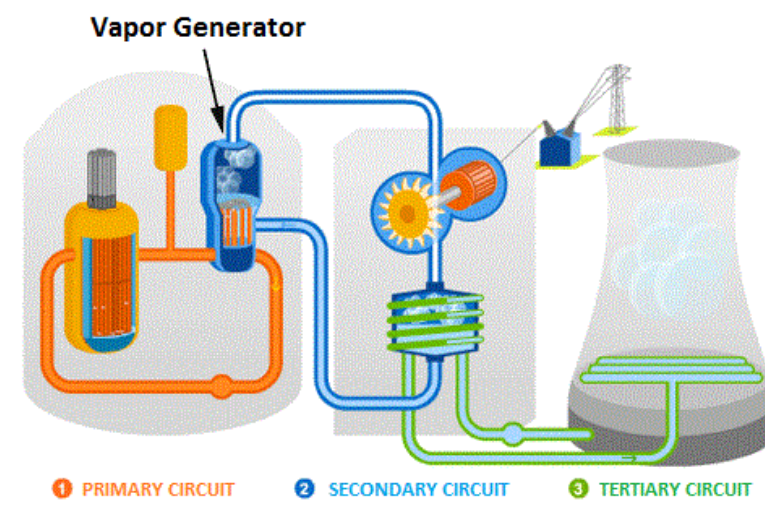 Vapor Generator
1 PRIMARY CIRCUIT
2 SECONDARY CIRCUIT
3 TERTIARY CIRCUIT